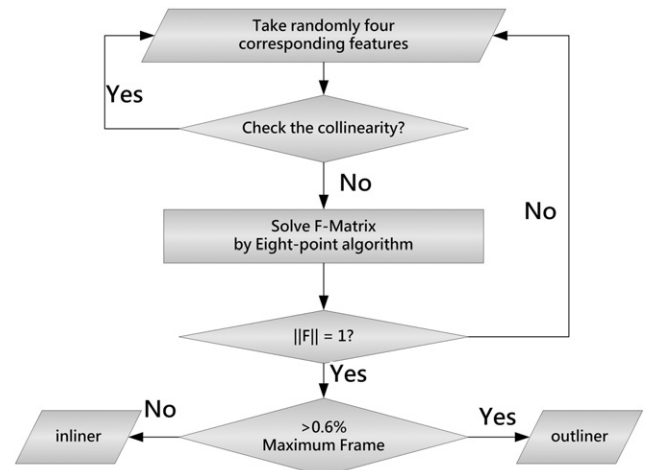 Take randomly four
corresponding features
Yes
Check the collinearity?
No
Solve F-Matrix
by Eight-point algorithm
No
||F|| = 1?
Yes
No
>0.6%
Maximum Frame
Yes
inliner
outliner